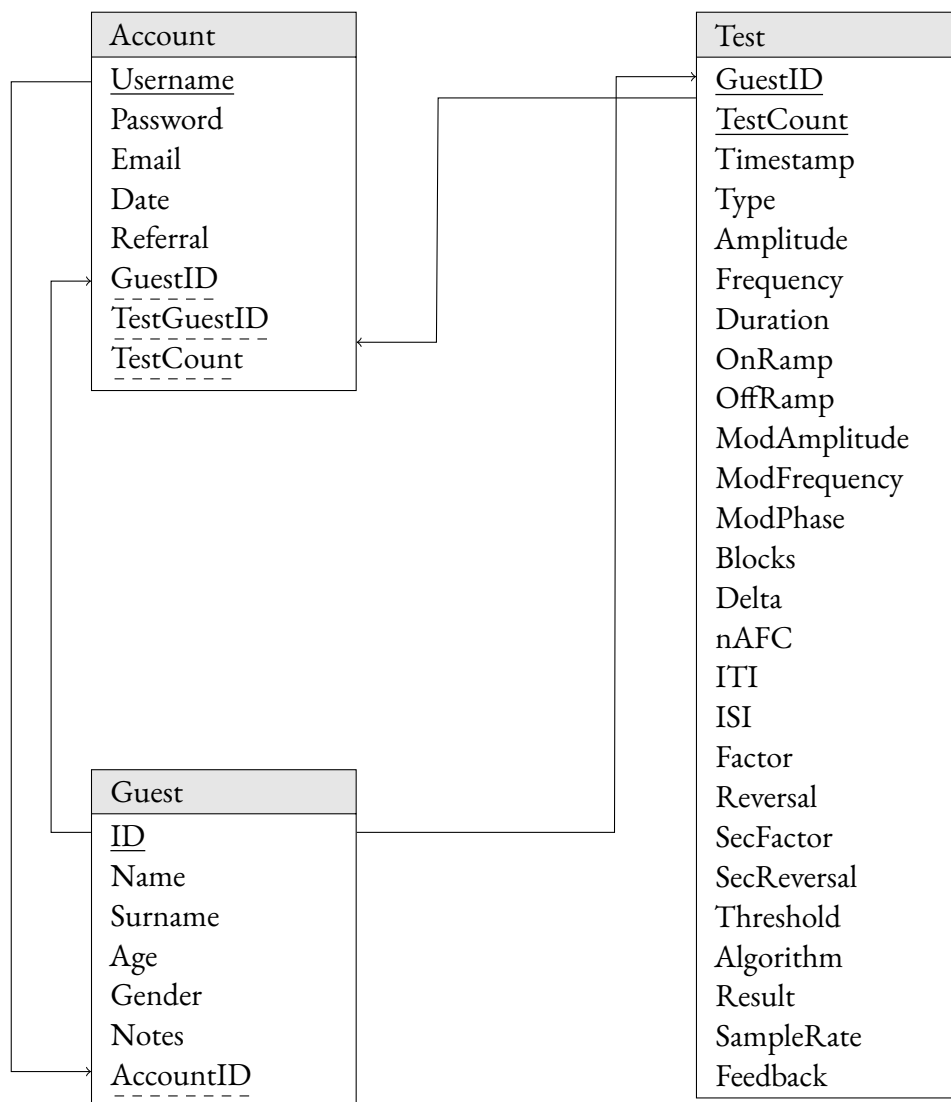 Account
Username
Password
Email
Date
Referral
GuestID
TestGuestID
TestCount
Test
GuestID
TestCount
Timestamp
Type
Amplitude
Frequency
Duration
OnRamp
OffRamp
ModAmplitude
ModFrequency
ModPhase
Blocks
Delta
nAFC
ITI
ISI
Factor
Reversal
SecFactor
SecReversal
Threshold
Algorithm
Result
SampleRate
Feedback
Guest
ID
Name
Surname
Age
Gender
Notes
AccountID